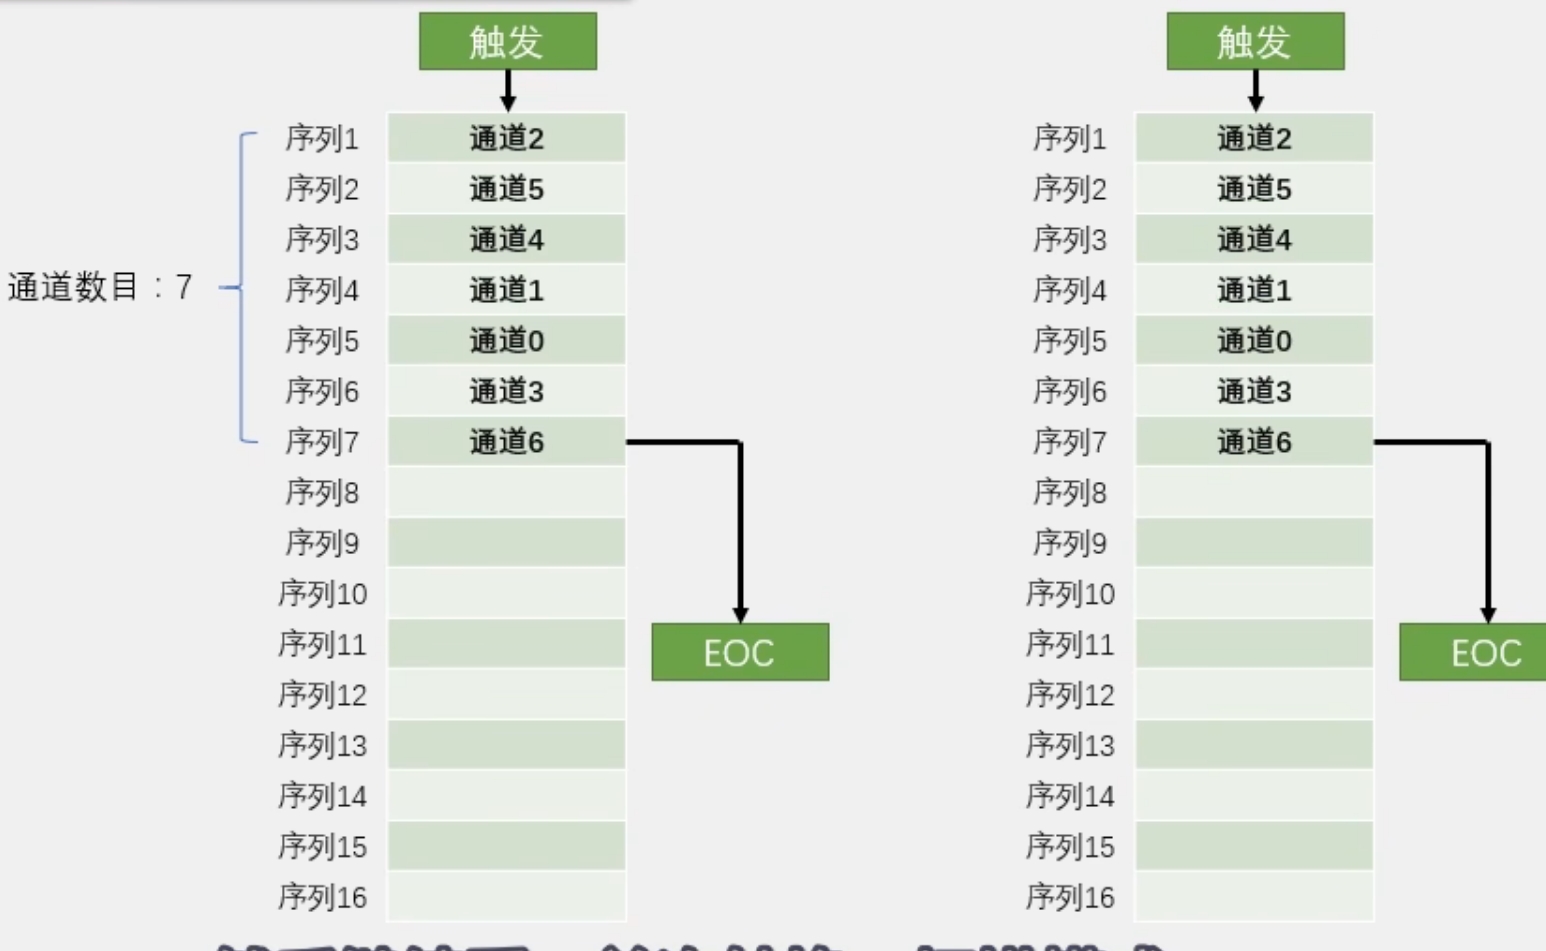 触发 触发
序列1 通道2 序列1 通道2
序列2 通道5 序列2 通道5
序列3 通道4 序列3 通道4
通道数目：7 序列4 通道1 序列4 通道1
序列5 通道0 序列5 通道0
序列6 通道3 序列6 通道3
序列7 通道6 序列7 通道6
序列8 序列8
序列9 序列9
序列10 序列10
序列11 EOC 序列11 EOC
序列12 序列12
序列13 序列13
序列14 序列14
序列15 序列15
序列16 序列16